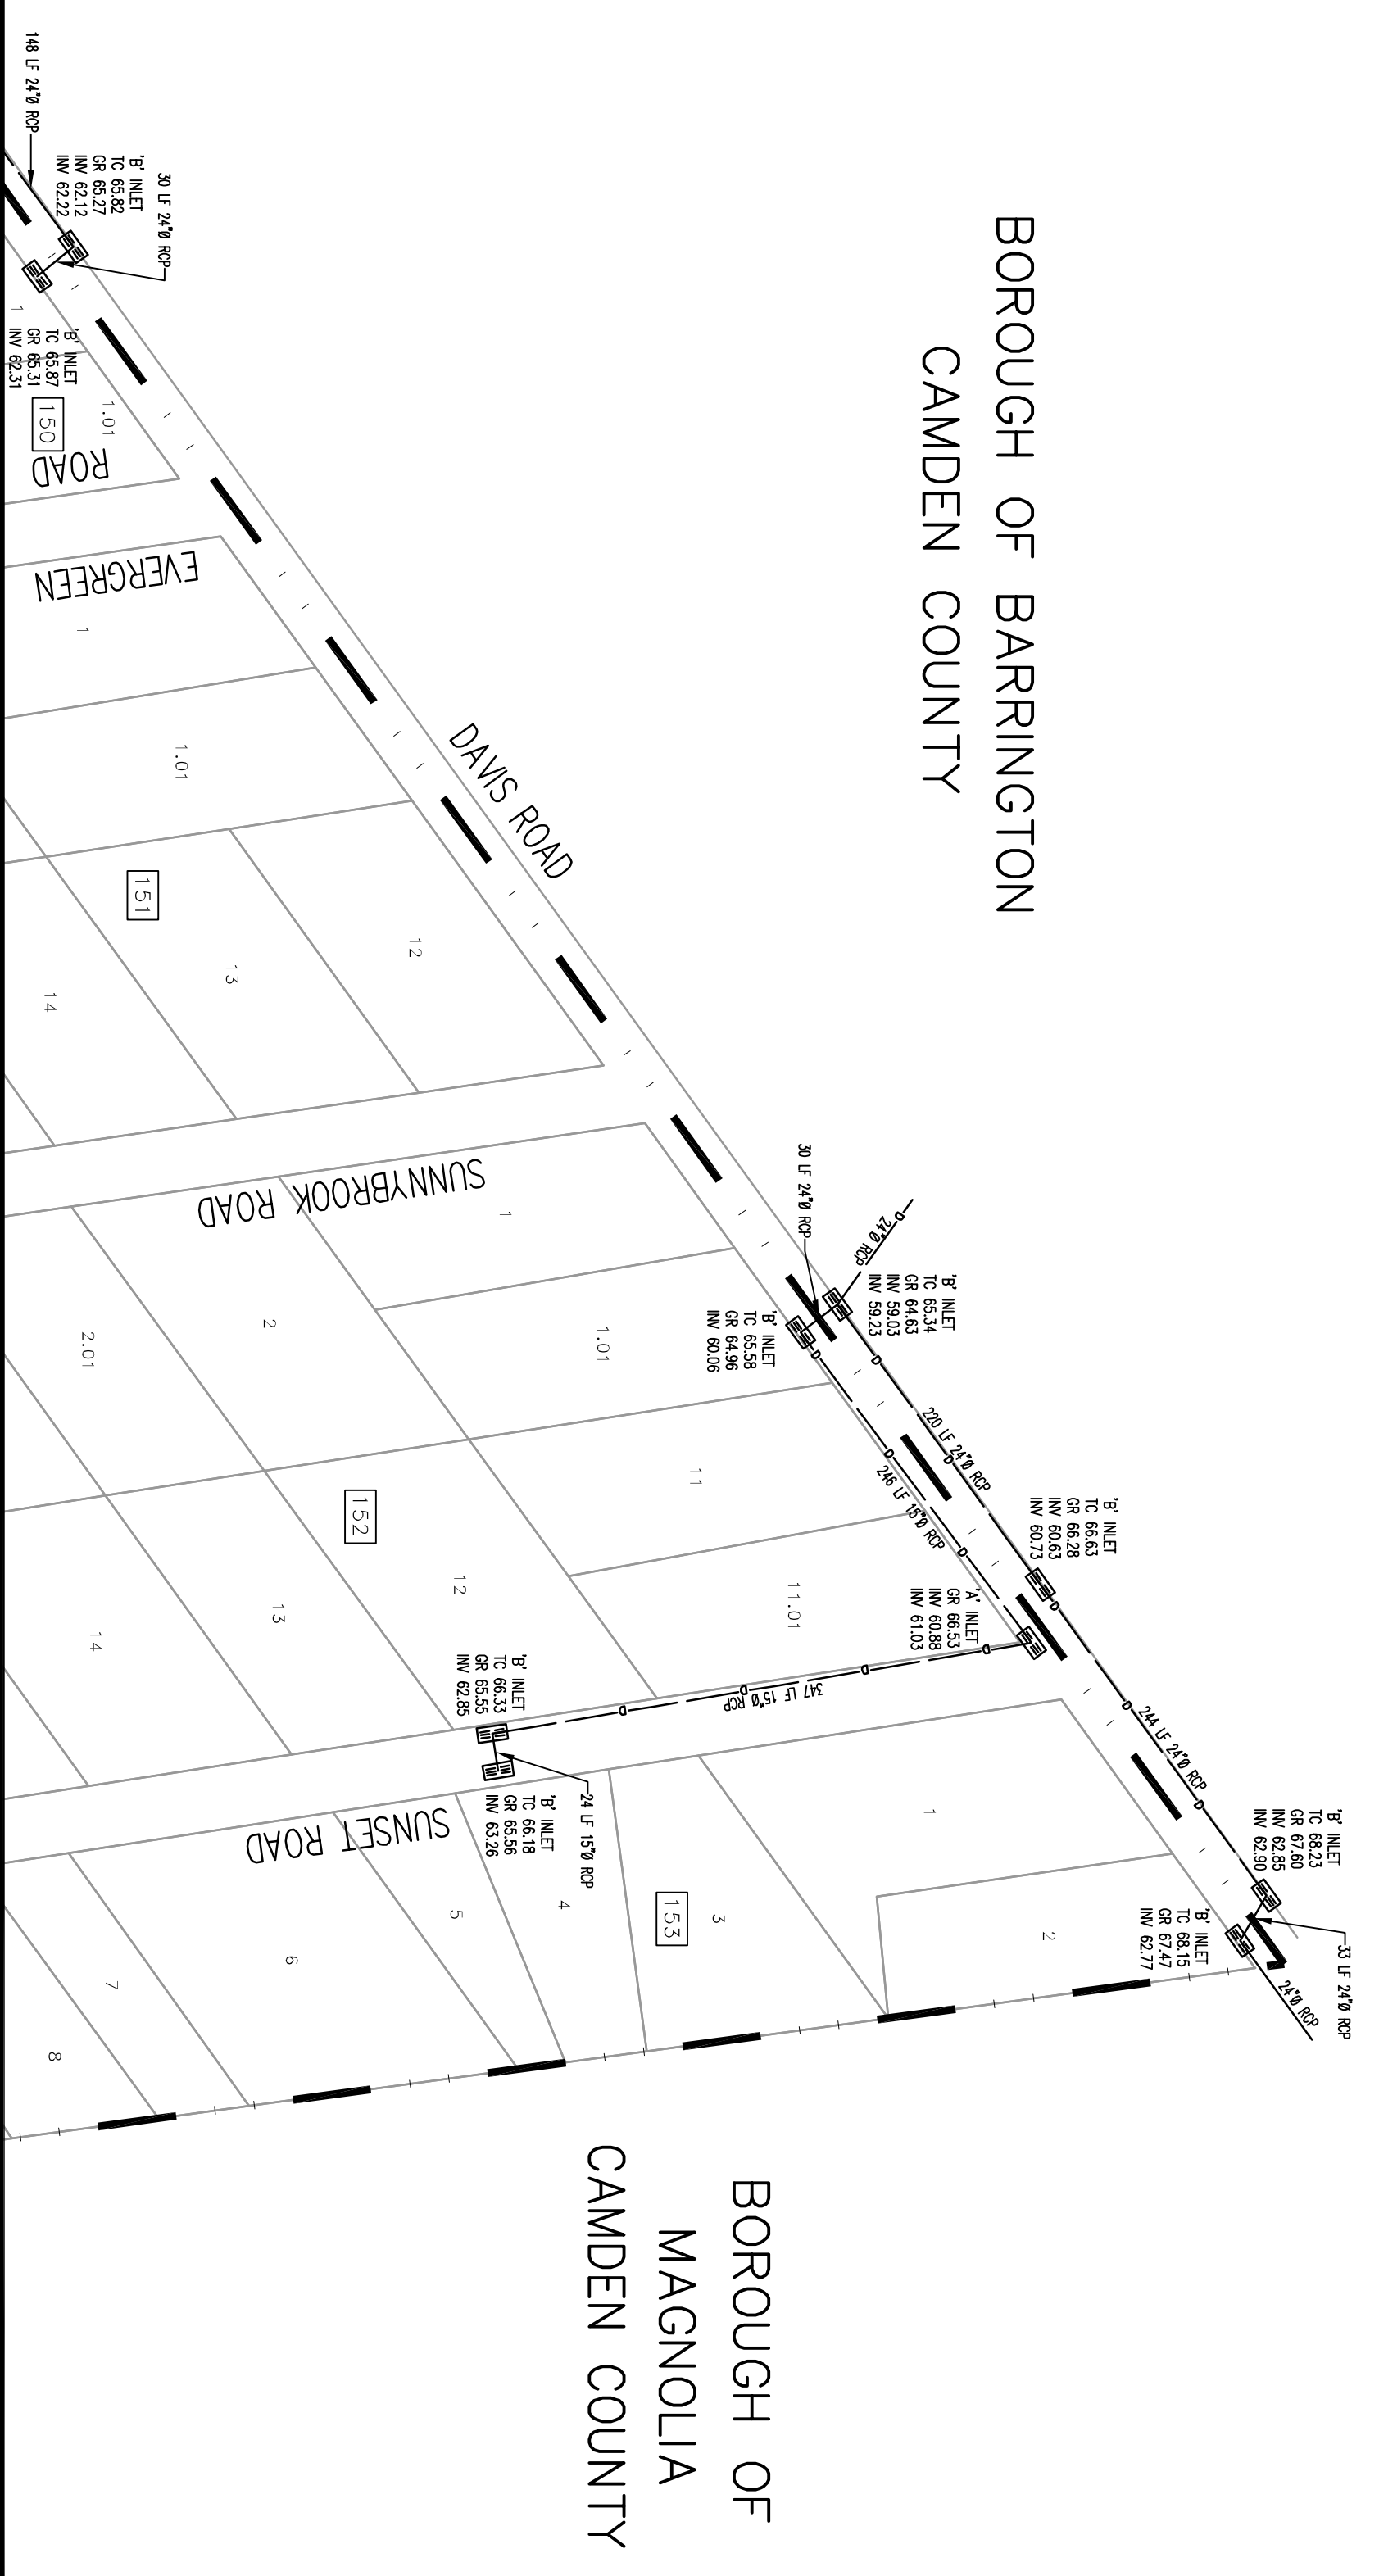 BOROUGH OF BARRINGTON
CAMDEN COUNTY
BOROUGH OF
MAGNOLIA
CAMDEN COUNTY
148 LF 24"Ø RCP
30 LF 24"Ø RCP
'B' INLET
TC 65.82
GR 65.27
INV 62.12
INV 62.22
'B' INLET
TC 65.87
GR 65.31
INV 62.31
1
1.01
150
EVERGREEN
ROAD
DAVIS ROAD
1
1.01
151
12
13
14
SUNNYBROOK ROAD
30 LF 24"Ø RCP
24"Ø RCP
'B' INLET
TC 65.34
GR 64.63
INV 59.03
INV 59.23
'B' INLET
TC 65.58
GR 64.96
INV 60.06
220 LF 24"Ø RCP
246 LF 15"Ø RCP
'B' INLET
TC 66.63
GR 66.28
INV 60.63
INV 60.73
'A' INLET
GR 66.53
INV 60.88
INV 61.03
1
1.01
2
2.01
11
11.01
152
12
13
14
347 LF 15"Ø RCP
'B' INLET
TC 66.33
GR 65.55
INV 62.85
24 LF 15"Ø RCP
'B' INLET
TC 66.18
GR 65.56
INV 63.26
SUNSET ROAD
244 LF 24"Ø RCP
'B' INLET
TC 68.23
GR 67.60
INV 62.85
INV 62.90
'B' INLET
TC 68.15
GR 67.47
INV 62.77
33 LF 24"Ø RCP
24"Ø RCP
1
2
3
153
4
5
6
7
8